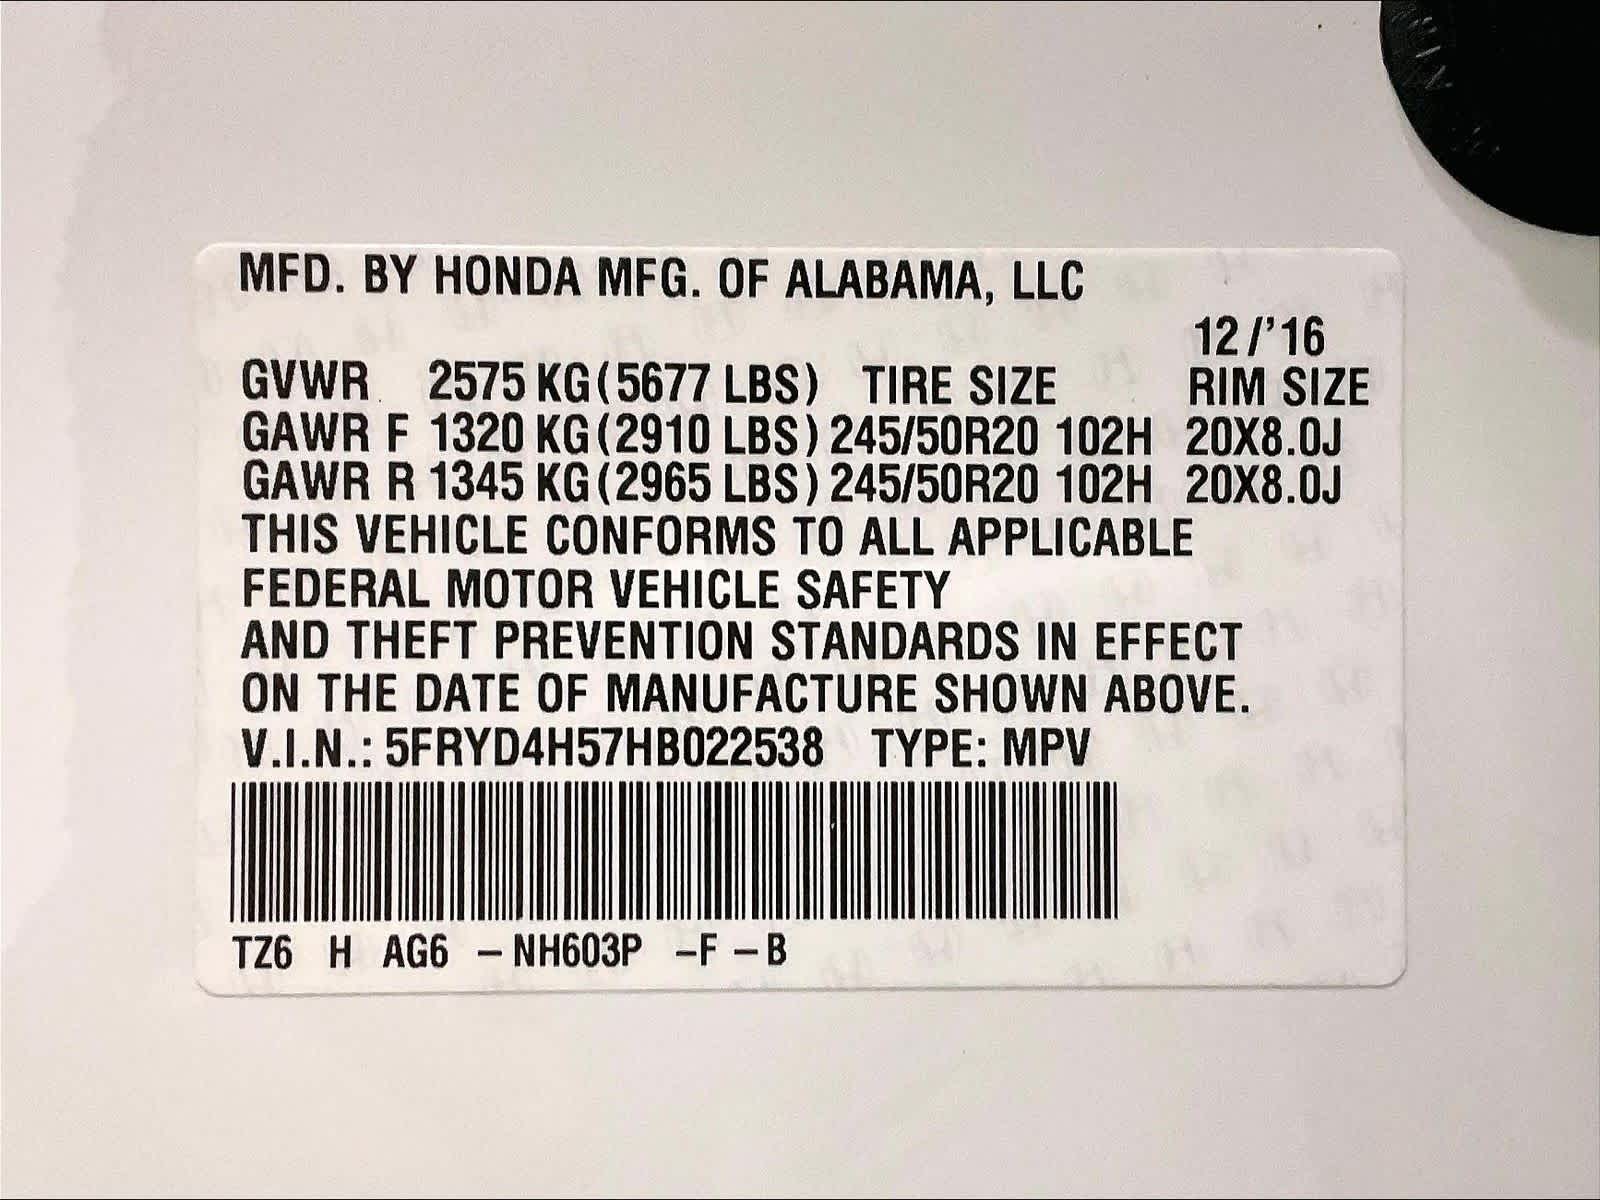 MFD. BY HONDA MFG. OF ALABAMA, LLC
12/'16
GVWR 2575 KG (5677 LBS) TIRE SIZE RIM SIZE
GAWR F 1320 KG (2910 LBS) 245/50R20 102H 20X8.0J
GAWR R 1345 KG (2965 LBS) 245/50R20 102H 20X8.0J
THIS VEHICLE CONFORMS TO ALL APPLICABLE
FEDERAL MOTOR VEHICLE SAFETY
AND THEFT PREVENTION STANDARDS IN EFFECT
ON THE DATE OF MANUFACTURE SHOWN ABOVE.
V.I.N.: 5FRYD4H57HB022538 TYPE: MPV
TZ6 H AG6 – NH603P –F – B